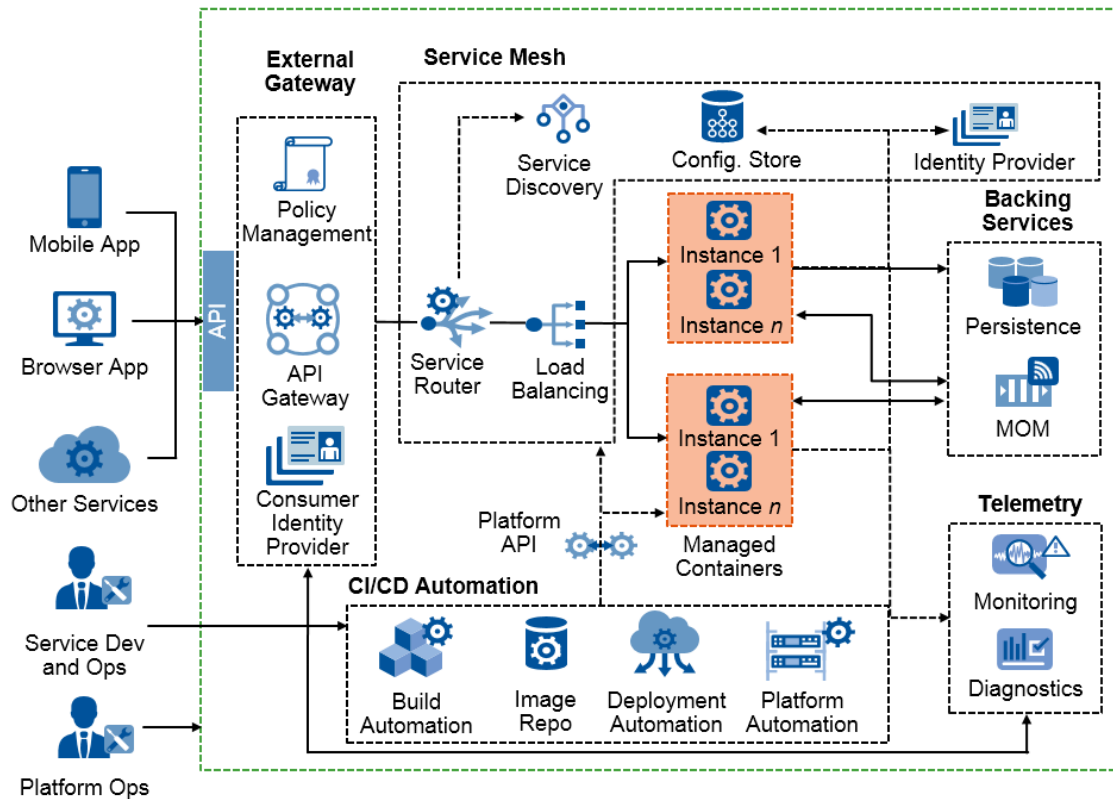 External
Gateway
Service Mesh
Service
Discovery
Config. Store
Identity Provider
Policy
Management
Mobile App
Instance 1
Instance n
Backing
Services
Persistence
MOM
API
Browser App
API
Gateway
Service
Router
Load
Balancing
Instance 1
Instance n
Managed
Containers
Other Services
Consumer
Identity
Provider
Platform
API
Telemetry
Monitoring
Diagnostics
CI/CD Automation
Service Dev
and Ops
Build
Automation
Image
Repo
Deployment
Automation
Platform
Automation
Platform Ops